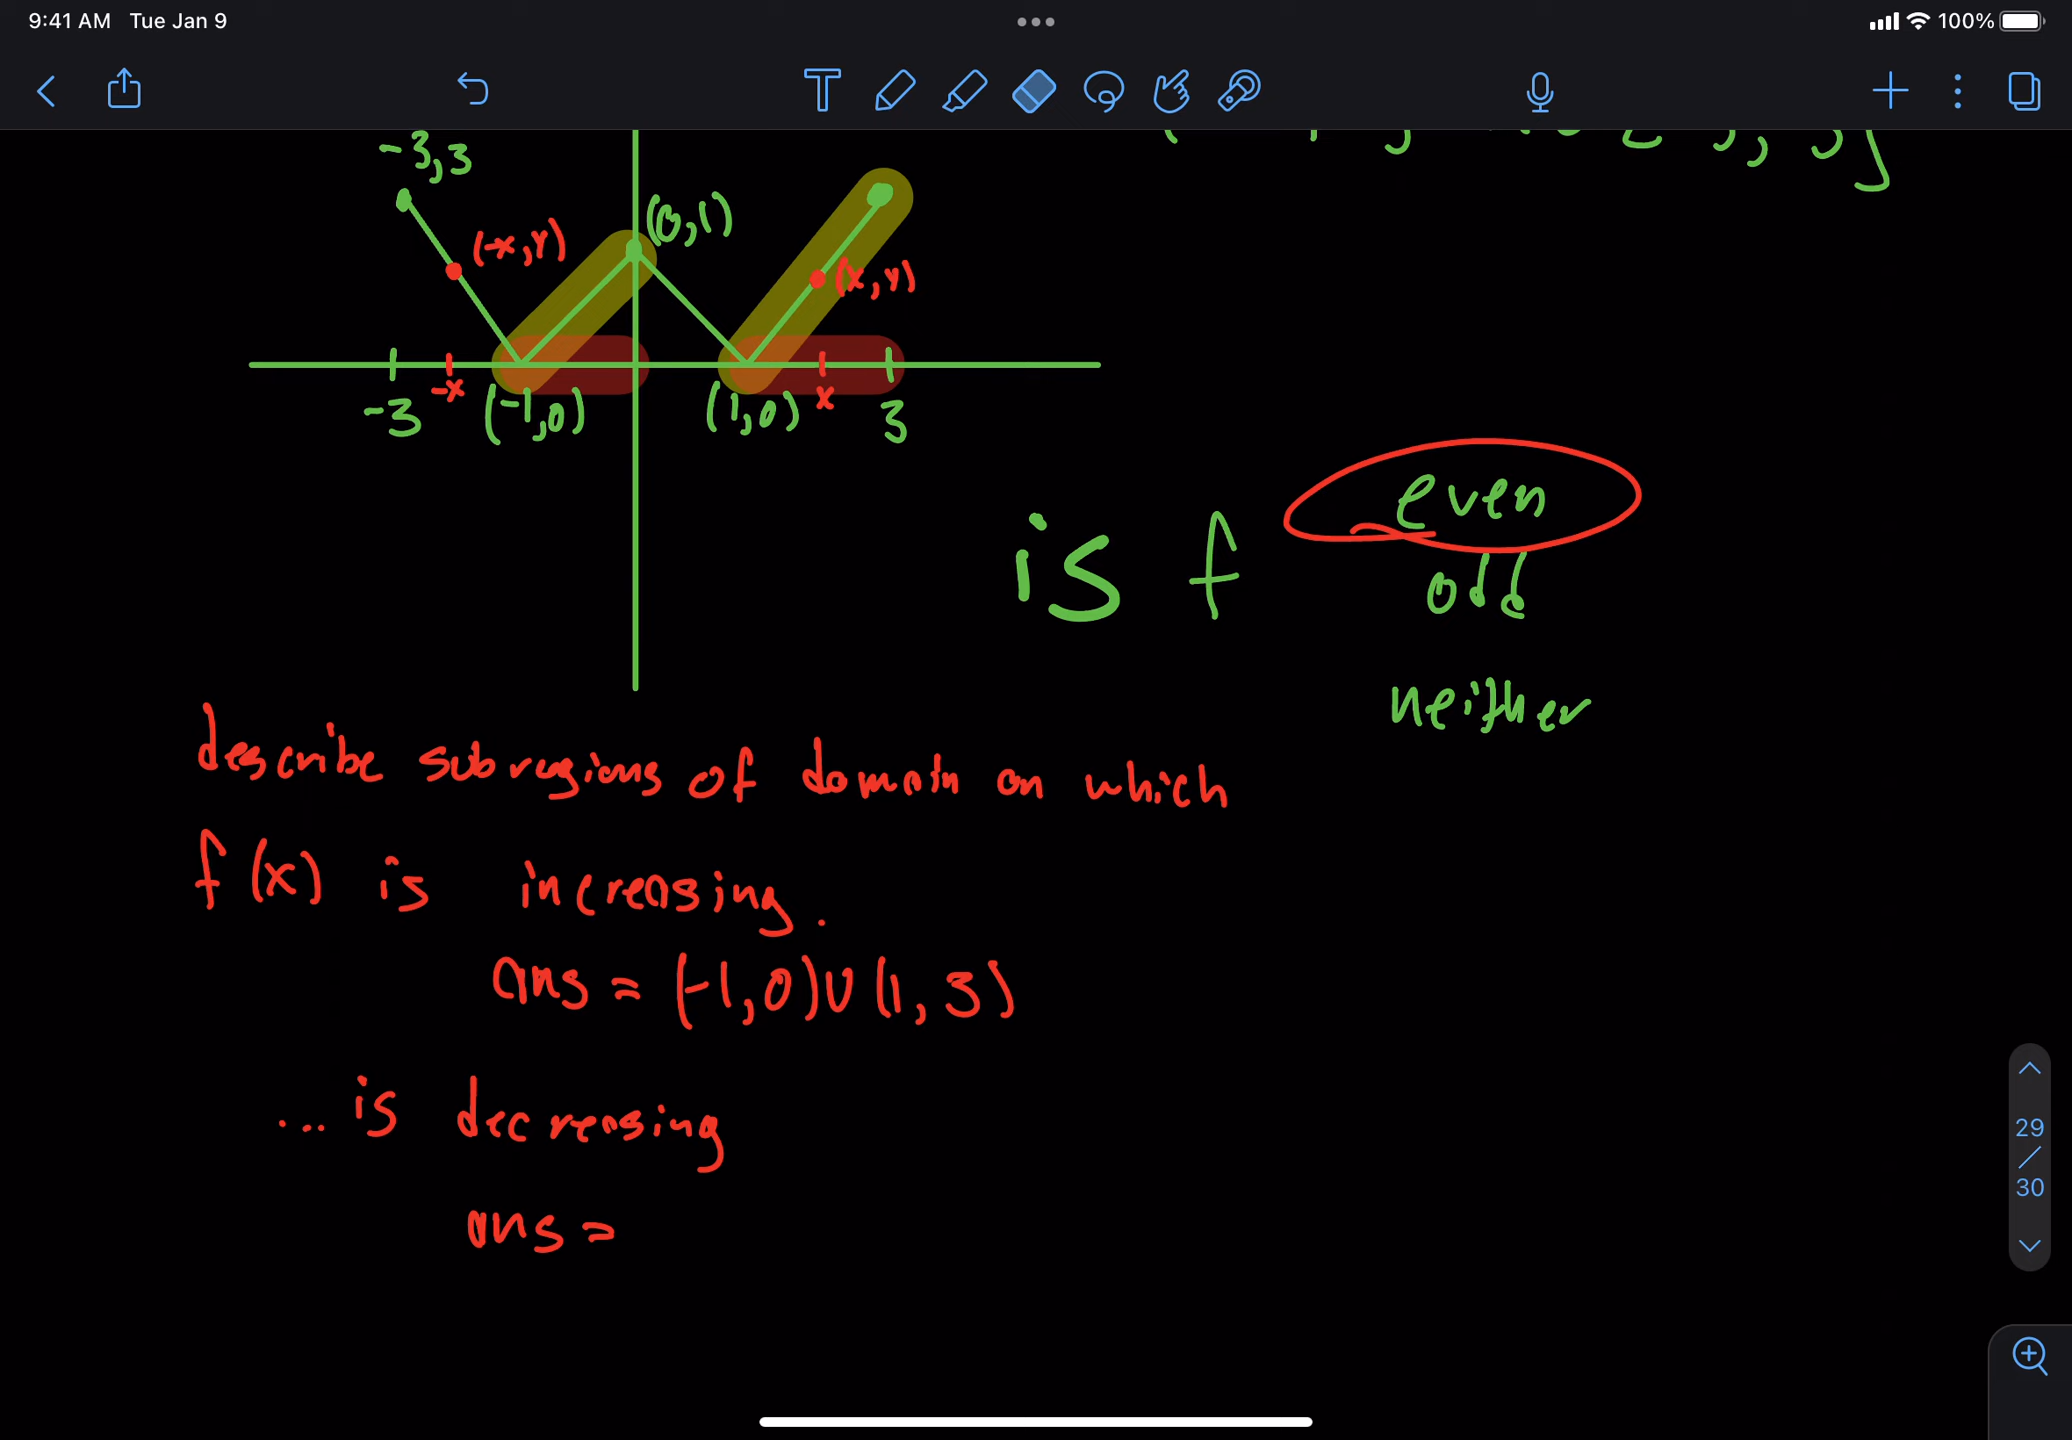 9:41 AM Tue Jan 9
100%
-3,3
(-x,y)
(0,1)
(x,y)
-3
-x
(-1,0)
(1,0)
x
3
is f
even
odd
neither
describe subregions of domain on which
f(x) is increasing.
ans = (-1,0)∪(1,3)
... is decreasing
ans =
29
/
30